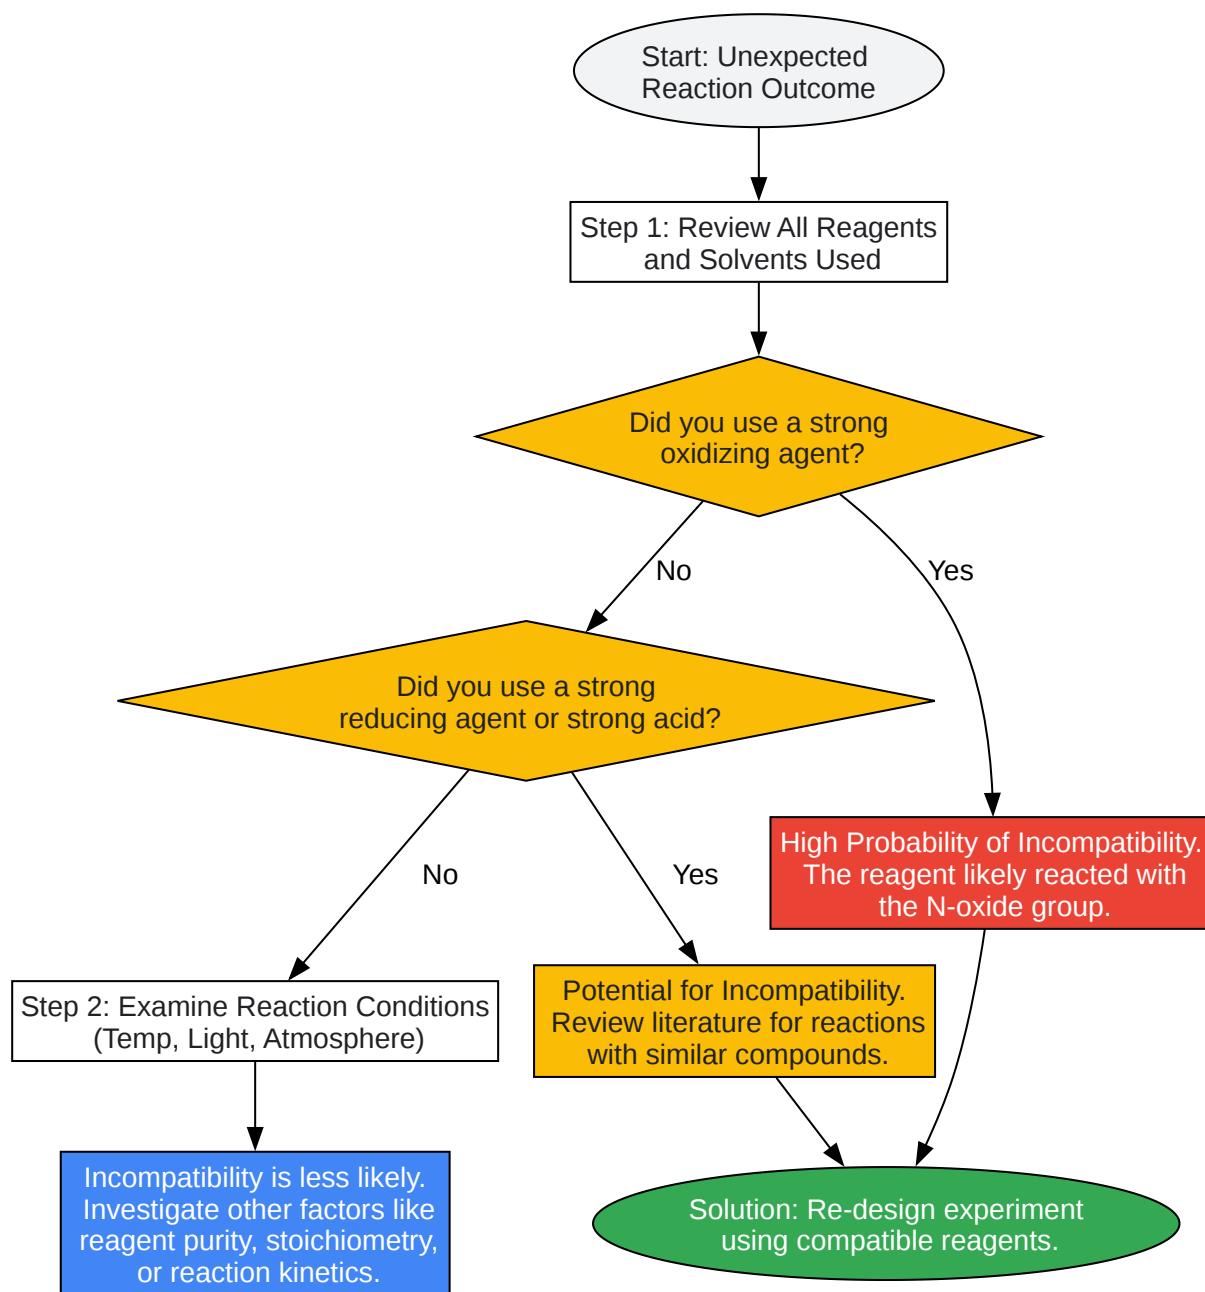 Start: Unexpected
Reaction Outcome
Step 1: Review All Reagents
and Solvents Used
Did you use a strong
oxidizing agent?
No
Yes
Did you use a strong
reducing agent or strong acid?
No
Yes
High Probability of Incompatibility.
The reagent likely reacted with
the N-oxide group.
Step 2: Examine Reaction Conditions
(Temp, Light, Atmosphere)
Potential for Incompatibility.
Review literature for reactions
with similar compounds.
Incompatibility is less likely.
Investigate other factors like
reagent purity, stoichiometry,
or reaction kinetics.
Solution: Re-design experiment
using compatible reagents.